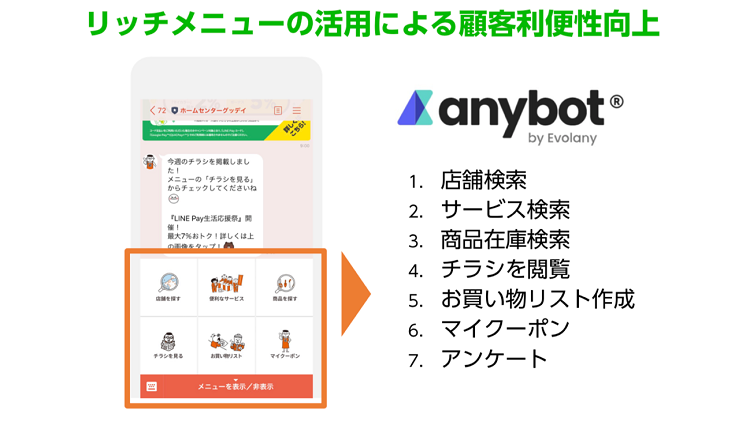 リッチメニューの活用による顧客利便性向上
72 ホームセンターグッデイ
今週のチラシを掲載しまし
た！
メニューの「チラシを見る」
からチェックしてくださいね
『LINE Pay生活応援祭』開
催！
最大7%おトク！詳しくは上
の画像をタップ！
店舗を探す
便利なサービス
商品を探す
チラシを見る
お買い物リスト
マイクーポン
メニューを表示／非表示
anybot®
by Evolany
1. 店舗検索
2. サービス検索
3. 商品在庫検索
4. チラシを閲覧
5. お買い物リスト作成
6. マイクーポン
7. アンケート